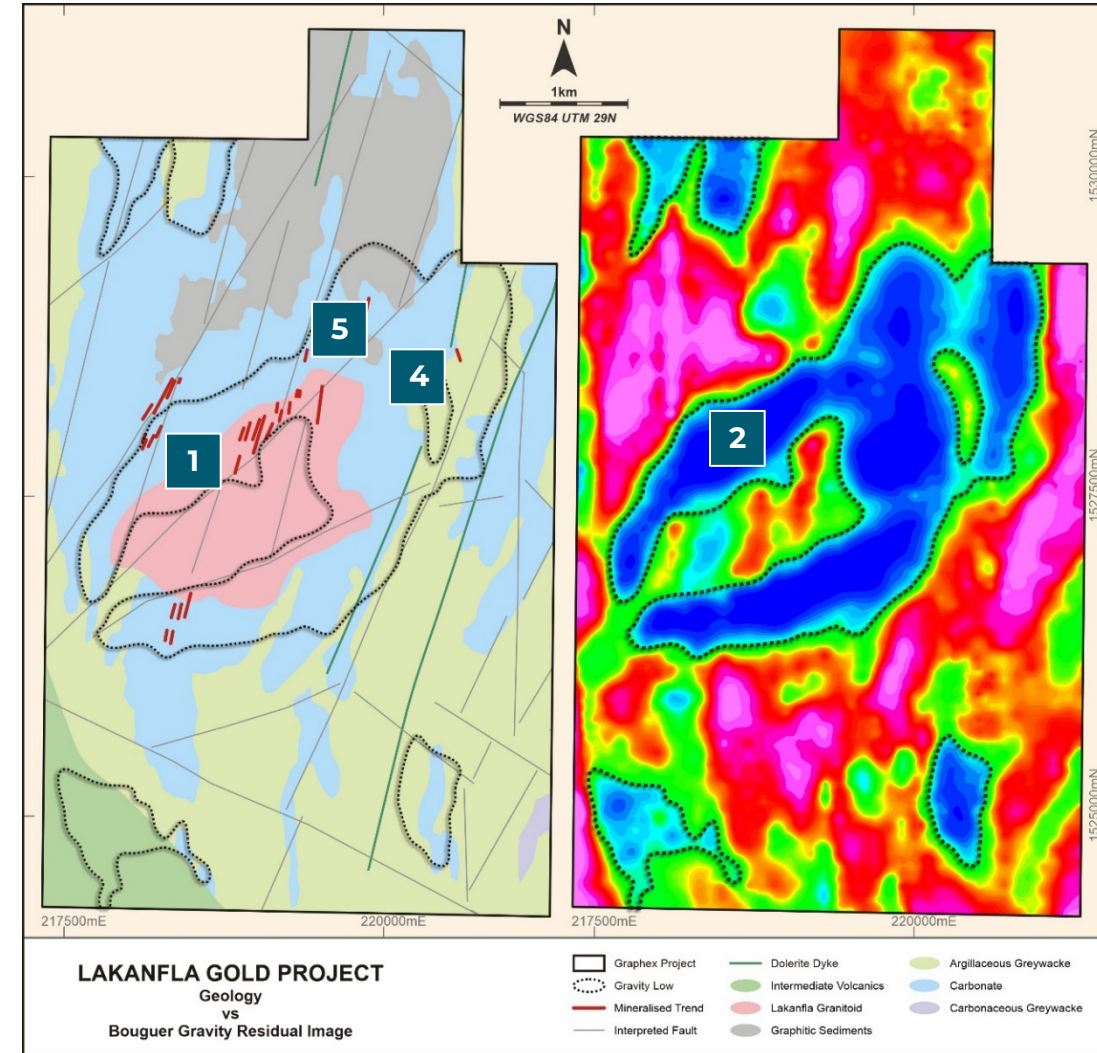 N
1km
WGS84 UTM 29N
5
4
1
2
1530000mN
1527500mN
1525000mN
217500mE
220000mE
217500mE
220000mE
LAKANFLA GOLD PROJECT
Geology
vs
Bouguer Gravity Residual Image
Graphex Project
Gravity Low
Mineralised Trend
Interpreted Fault
Dolerite Dyke
Intermediate Volcanics
Lakanfla Granitoid
Graphitic Sediments
Argillaceous Greywacke
Carbonate
Carbonaceous Greywacke